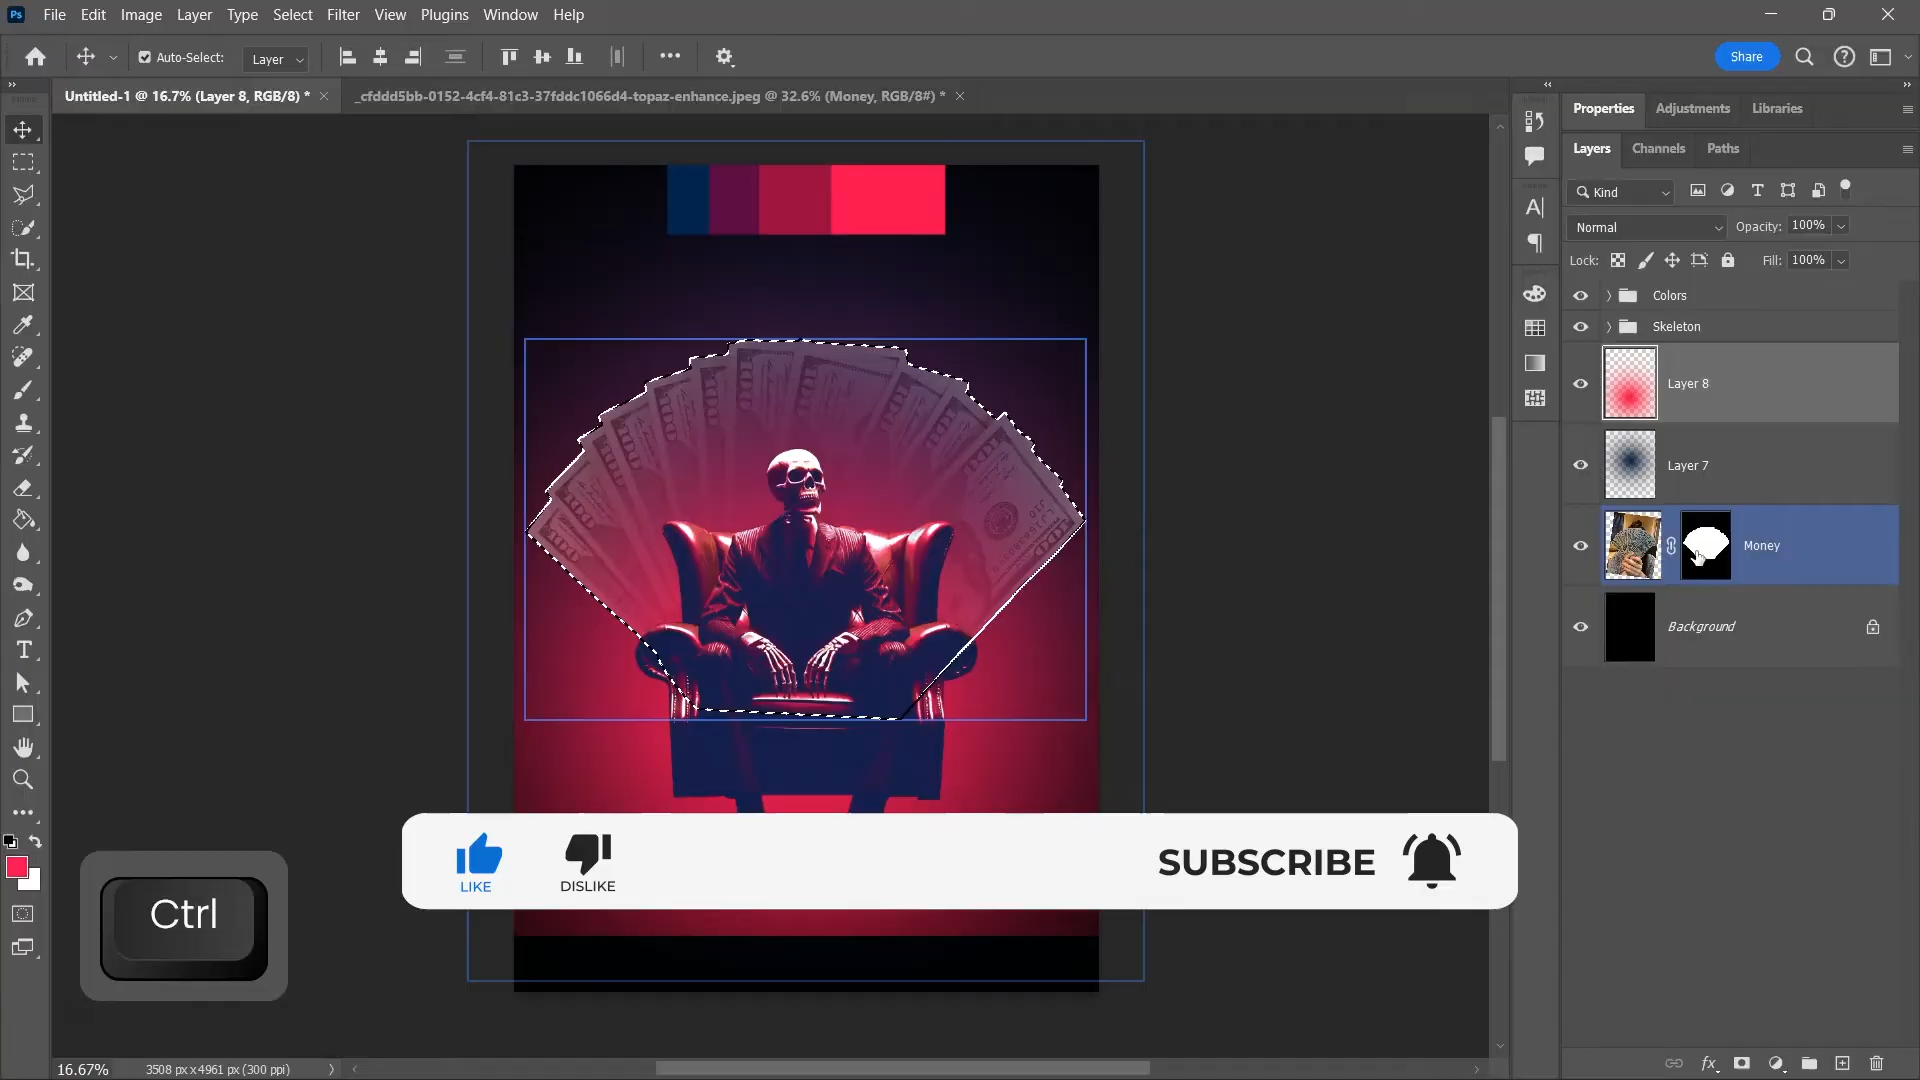 Ps File Edit Image Layer Type Select Filter View Plugins Window Help
Auto-Select: Layer Share
Untitled-1 @ 16.7% (Layer 8, RGB/8) * _cfddd5bb-0152-4cf4-81c3-37fddc1066d4-topaz-enhance.jpeg @ 32.6% (Money, RGB/8#) *
Properties Adjustments Libraries
Layers Channels Paths
Kind
Normal Opacity: 100%
Lock: Fill: 100%
Colors
Skeleton
Layer 8
Layer 7
Money
Background
100
Ctrl
LIKE
DISLIKE
SUBSCRIBE
16.67% 3508 px x 4961 px (300 ppi)
fx